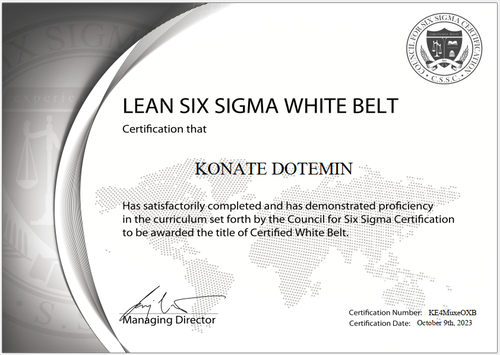 COUNCIL FOR SIX SIGMA CERTIFICATION
C.S.S.C.
LEAN SIX SIGMA WHITE BELT
Certification that
KONATE DOTEMIN
Has satisfactorily completed and has demonstrated proficiency
in the curriculum set forth by the Council for Six Sigma Certification
to be awarded the title of Certified White Belt.
Managing Director
Certification Number: KE4MiuxeOXB
Certification Date: October 9th, 2023